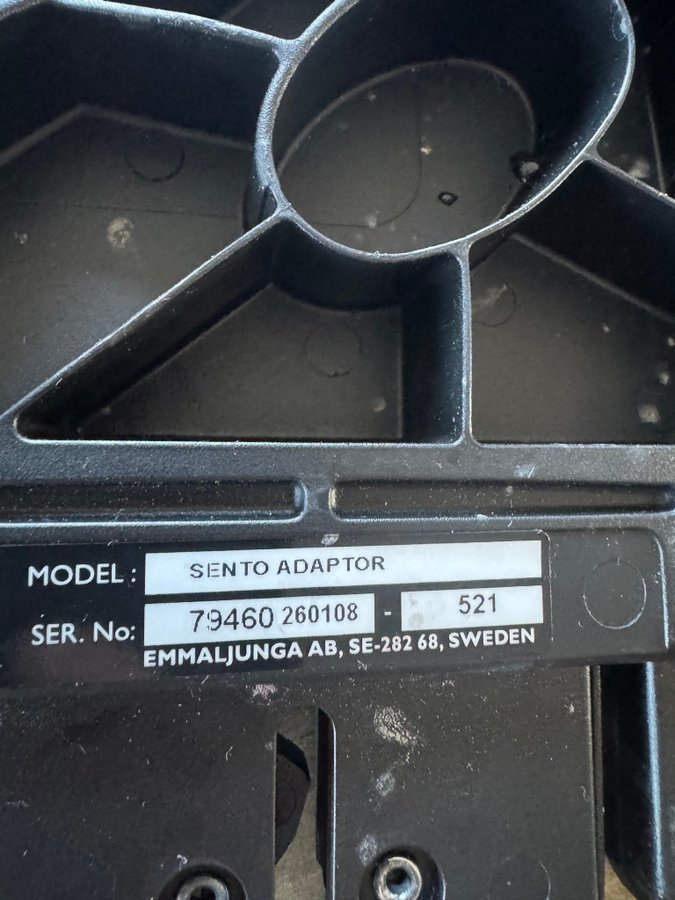 MODEL: SENTO ADAPTOR
SER. No: 79460 260108 - 521
EMMALJUNGA AB, SE-282 68, SWEDEN